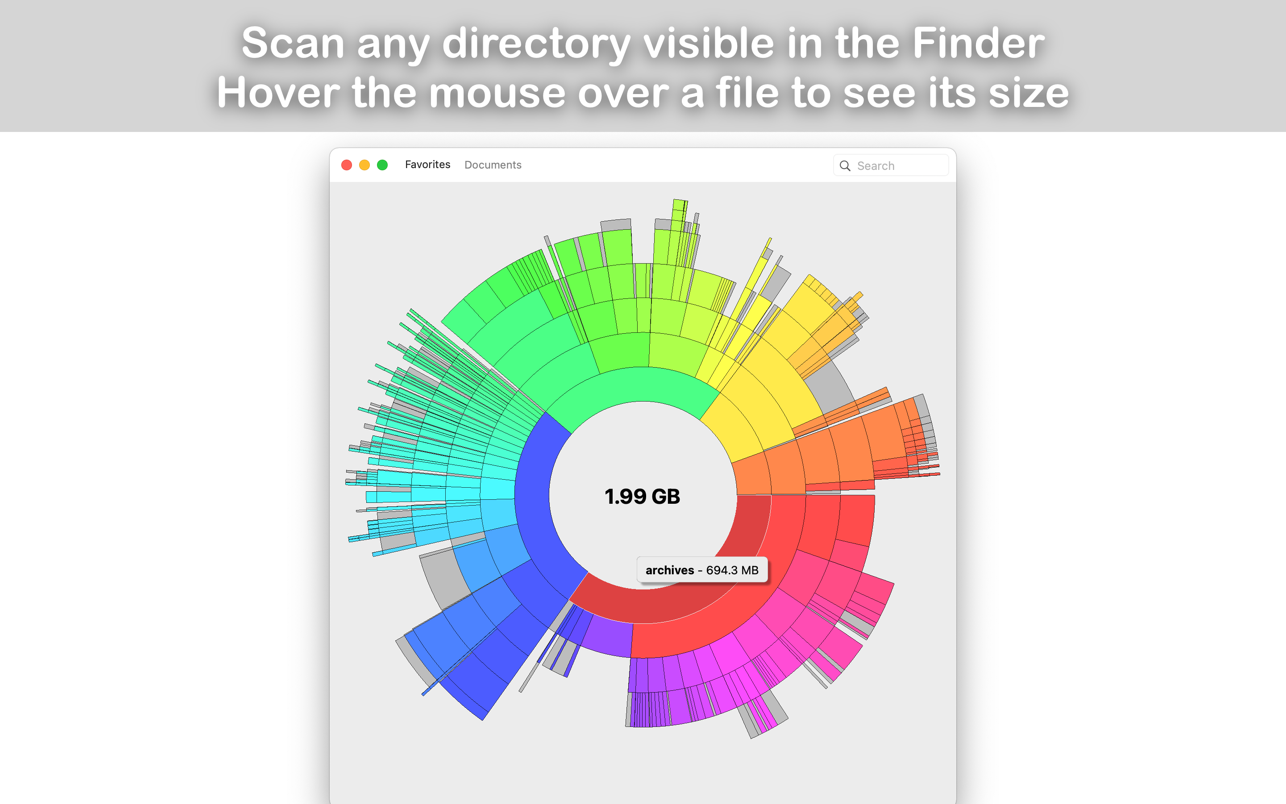 Scan any directory visible in the Finder
Hover the mouse over a file to see its size
Favorites Documents Search
1.99 GB
archives - 694.3 MB